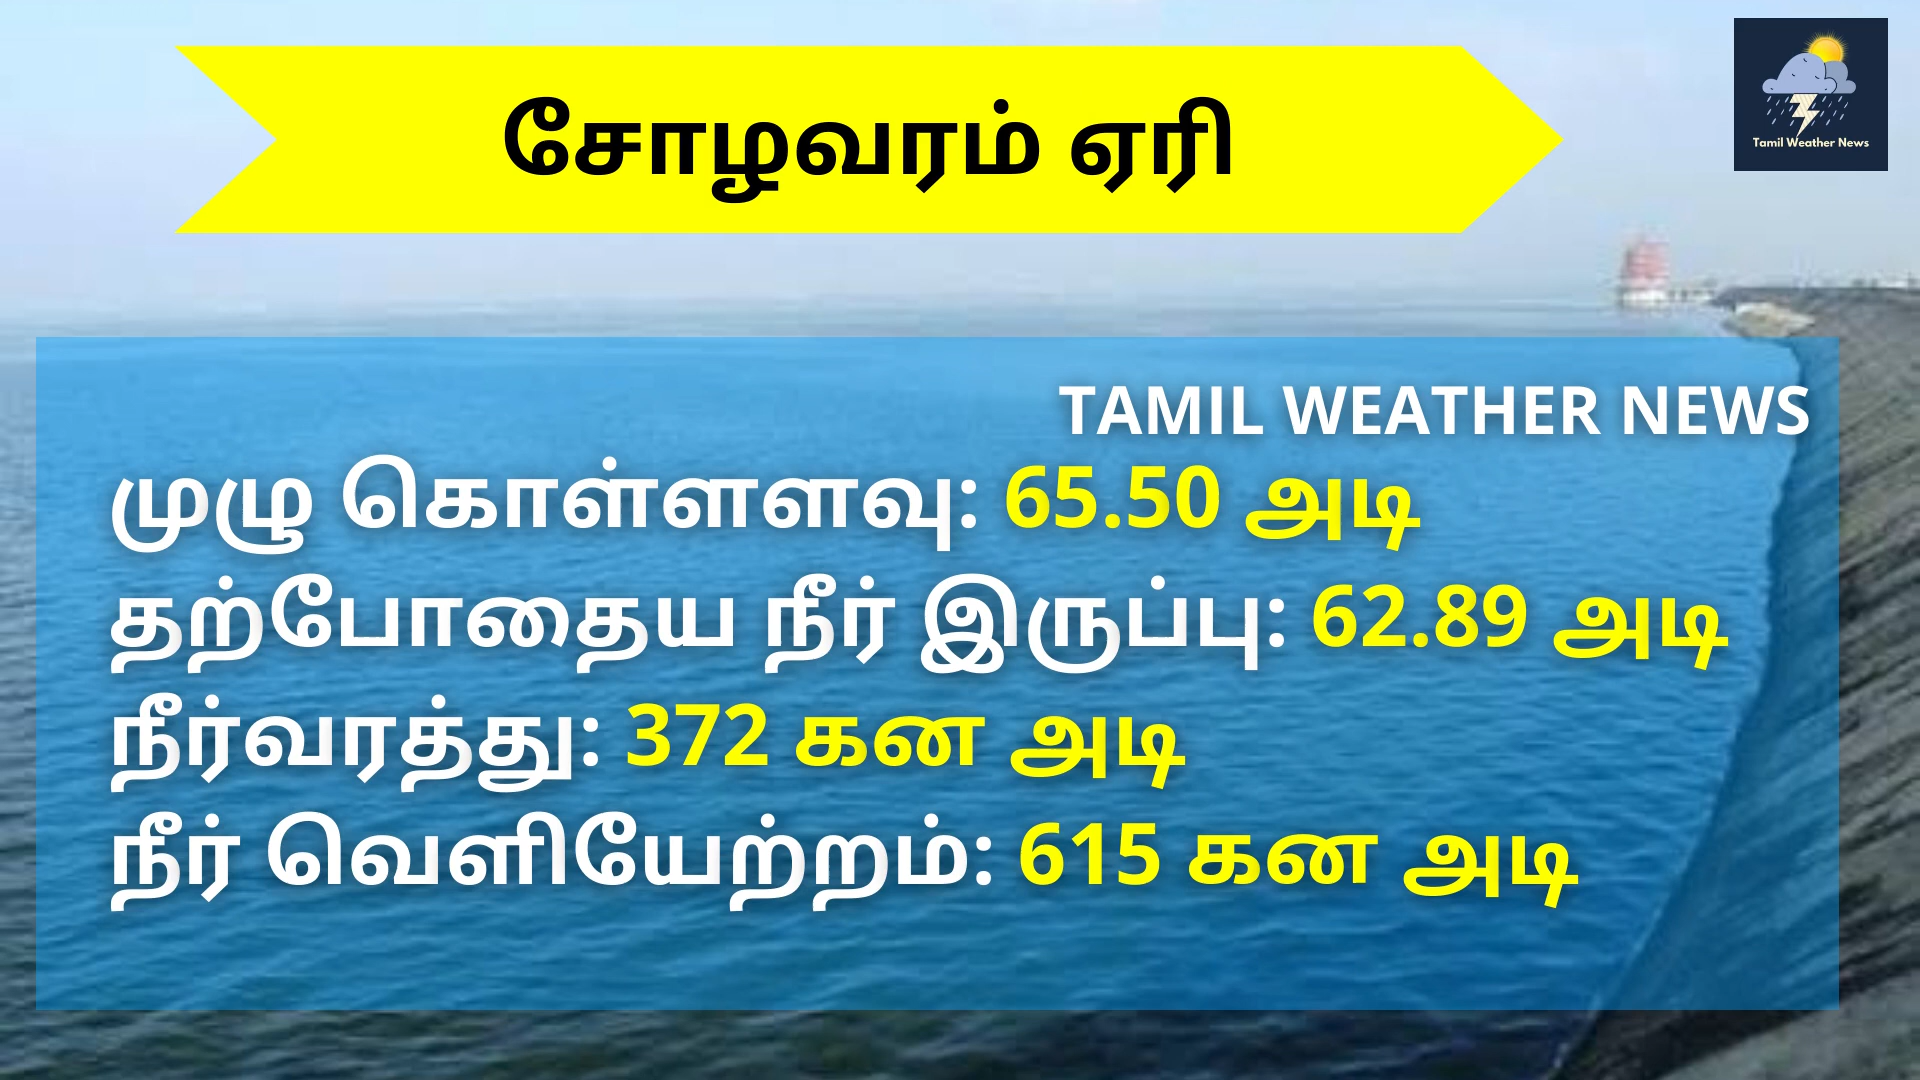 சோழவரம் ஏரி
Tamil Weather News
TAMIL WEATHER NEWS
முழு கொள்ளளவு: 65.50 அடி
தற்போதைய நீர் இருப்பு: 62.89 அடி
நீர்வரத்து: 372 கன அடி
நீர் வெளியேற்றம்: 615 கன அடி